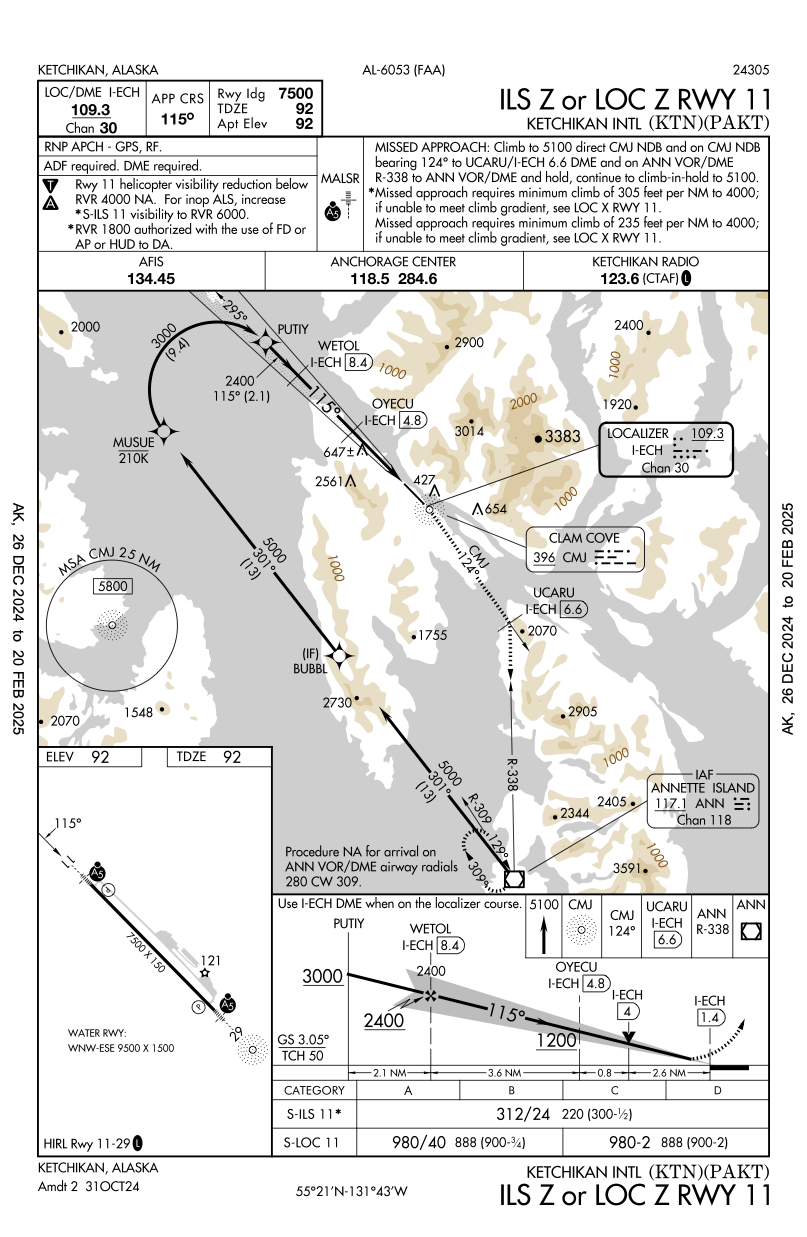 KETCHIKAN, ALASKA
AL-6053 (FAA)
24305
LOC/DME I-ECH
109.3
Chan 30
APP CRS
115°
Rwy ldg 7500
TDZE 92
Apt Elev 92
ILS Z or LOC Z RWY 11
KETCHIKAN INTL (KTN)(PAKT)
RNP APCH - GPS, RF.
ADF required. DME required.
T
A
Rwy 11 helicopter visibility reduction below
RVR 4000 NA. For inop ALS, increase
*S-ILS 11 visibility to RVR 6000.
*RVR 1800 authorized with the use of FD or
AP or HUD to DA.
MALSR
A5
MISSED APPROACH: Climb to 5100 direct CMJ NDB and on CMJ NDB
bearing 124° to UCARU/I-ECH 6.6 DME and on ANN VOR/DME
R-338 to ANN VOR/DME and hold, continue to climb-in-hold to 5100.
*Missed approach requires minimum climb of 305 feet per NM to 4000;
if unable to meet climb gradient, see LOC X RWY 11.
Missed approach requires minimum climb of 235 feet per NM to 4000;
if unable to meet climb gradient, see LOC X RWY 11.
AFIS
134.45
ANCHORAGE CENTER
118.5 284.6
KETCHIKAN RADIO
123.6 (CTAF) L
2000
3000
(9.4)
295°
PUTIY
WETOL
I-ECH 8.4
2400
115° (2.1)
115°
1000
2900
2400
1000
1920
2000
OYECU
I-ECH 4.8
3014
3383
MUSUE
210K
647±
2561
427
654
1000
LOCALIZER 109.3
I-ECH
Chan 30
CLAM COVE
396 CMJ
CMJ
124°
MSA CMJ 25 NM
5800
5000
301°
(13)
1000
UCARU
I-ECH 6.6
2070
1755
(IF)
BUBBL
2730
1548
2070
2905
1000
R-338
5000
301°
(13)
R-309
129°
309°
IAF
ANNETTE ISLAND
117.1 ANN
Chan 118
2344
2405
3591
1000
Procedure NA for arrival on
ANN VOR/DME airway radials
280 CW 309.
ELEV 92
TDZE 92
115°
11
A5
P
7500 X 150
121
P
A5
29
WATER RWY:
WNW-ESE 9500 X 1500
HIRL Rwy 11-29 L
Use I-ECH DME when on the localizer course.
5100
CMJ
CMJ
124°
UCARU
I-ECH
6.6
ANN
R-338
ANN
PUTIY
WETOL
I-ECH 8.4
OYECU
I-ECH 4.8
I-ECH
4
I-ECH
1.4
3000
2400
2400
115°
1200
GS 3.05°
TCH 50
2.1 NM
3.6 NM
0.8
2.6 NM
CATEGORY A B C D
S-ILS 11* 312/24 220 (300-½)
S-LOC 11 980/40 888 (900-¾) 980-2 888 (900-2)
KETCHIKAN, ALASKA
Amdt 2 31OCT24
55°21'N-131°43'W
KETCHIKAN INTL (KTN)(PAKT)
ILS Z or LOC Z RWY 11
AK, 26 DEC 2024 to 20 FEB 2025
AK, 26 DEC 2024 to 20 FEB 2025